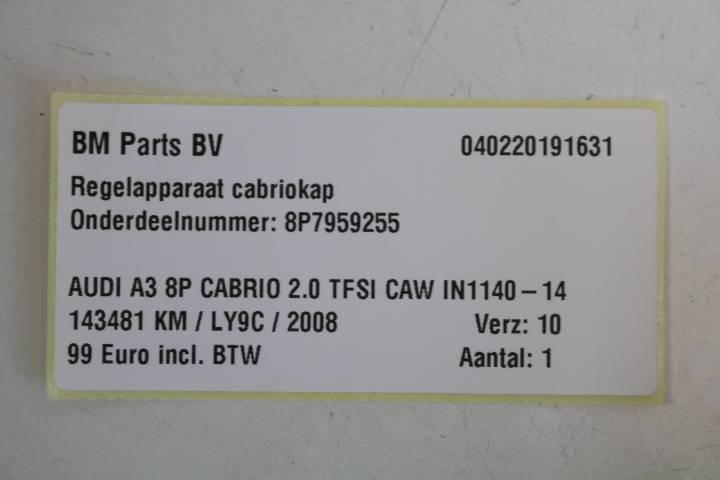 BM Parts BV 040220191631
Regelapparaat cabriokap
Onderdeelnummer: 8P7959255
AUDI A3 8P CABRIO 2.0 TFSI CAW IN1140-14
143481 KM / LY9C / 2008 Verz: 10
99 Euro incl. BTW Aantal: 1